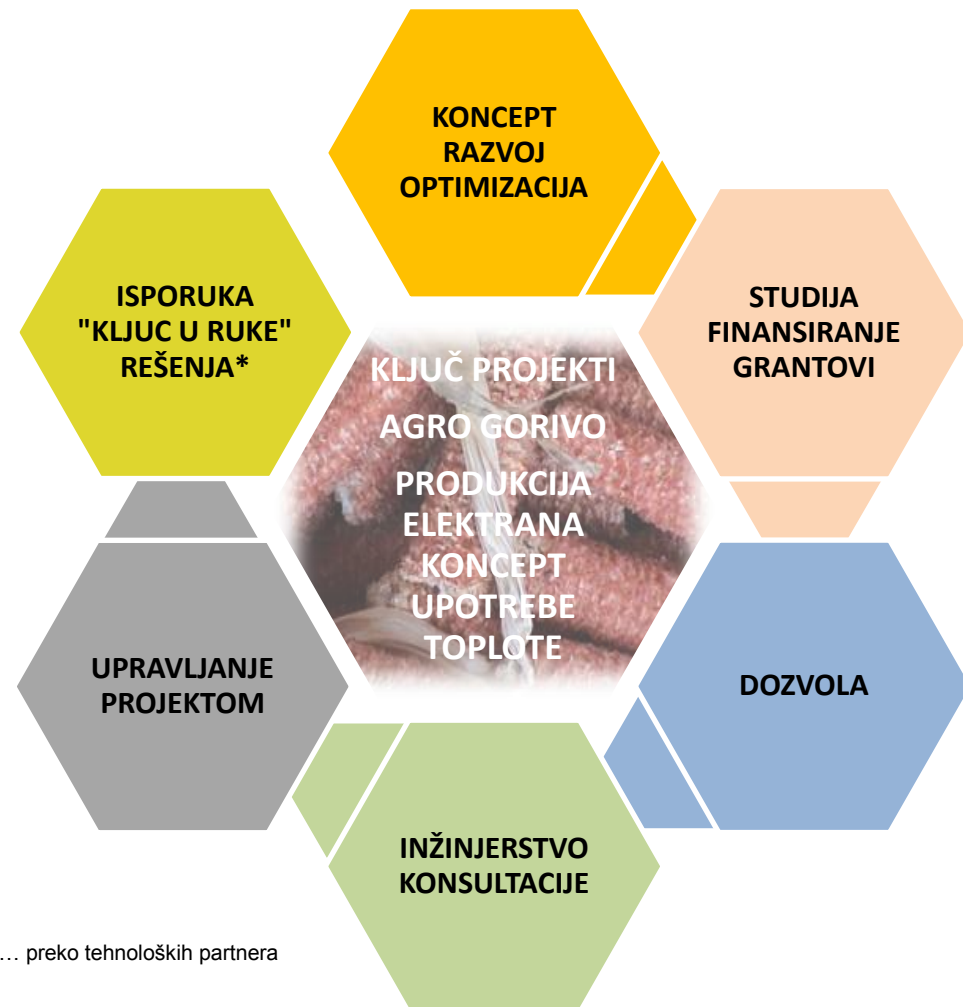 KONCEPT
RAZVOJ
OPTIMIZACIJA
STUDIJA
FINANSIRANJE
GRANTOVI
DOZVOLA
INŽINJERSTVO
KONSULTACIJE
UPRAVLJANJE
PROJEKTOM
ISPORUKA
"KLJUC U RUKE"
REŠENJA*
KLJUČ PROJEKTI
AGRO GORIVO
PRODUKCIJA
ELEKTRANA
KONCEPT
UPOTREBE
TOPLOTE
… preko tehnoloških partnera